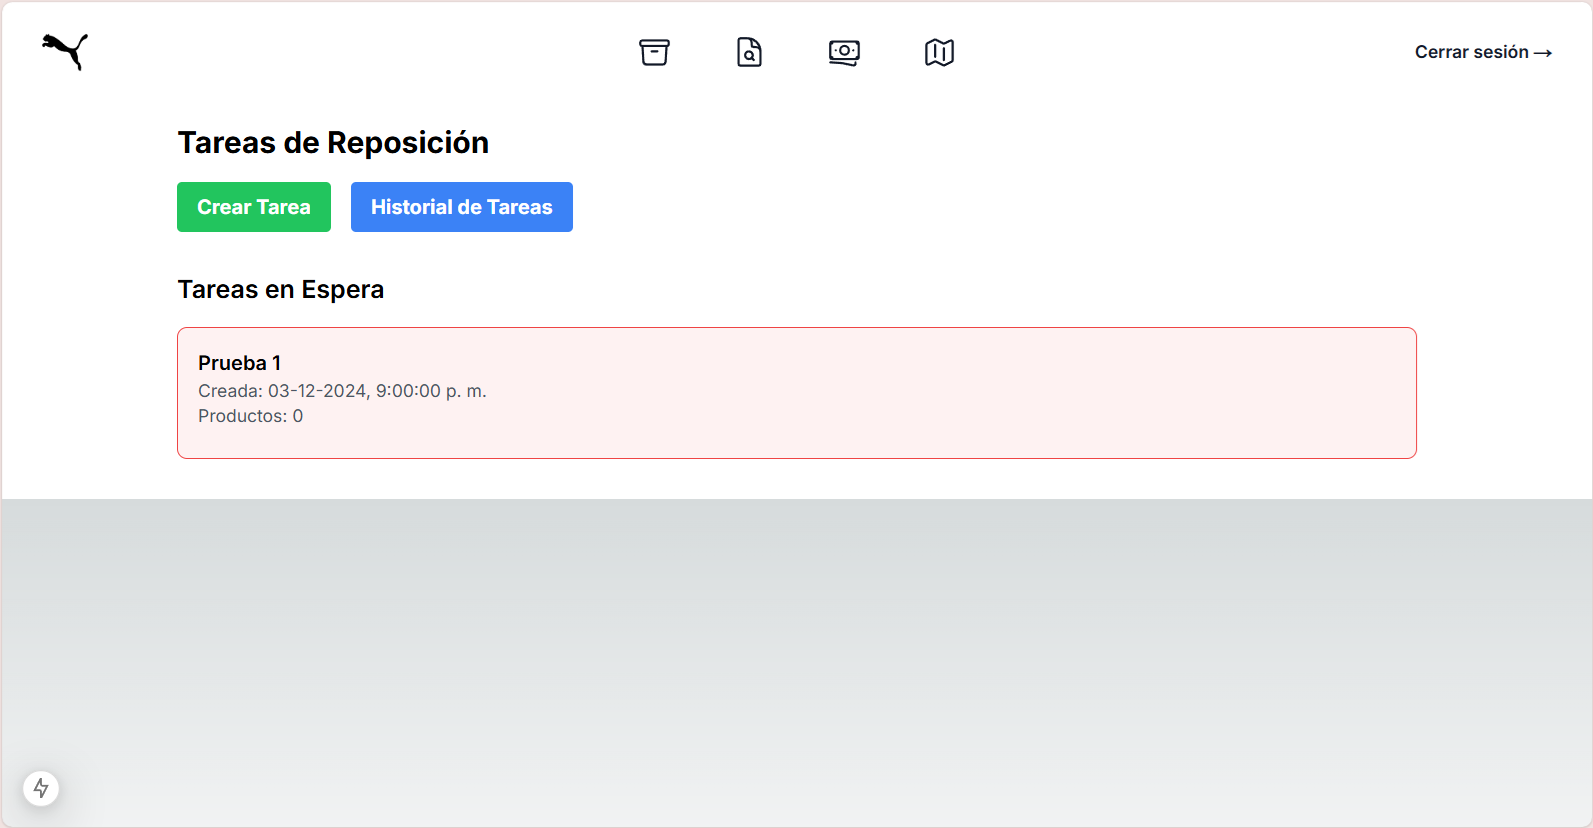 Cerrar sesión →
Tareas de Reposición
Crear Tarea
Historial de Tareas
Tareas en Espera
Prueba 1
Creada: 03-12-2024, 9:00:00 p. m.
Productos: 0